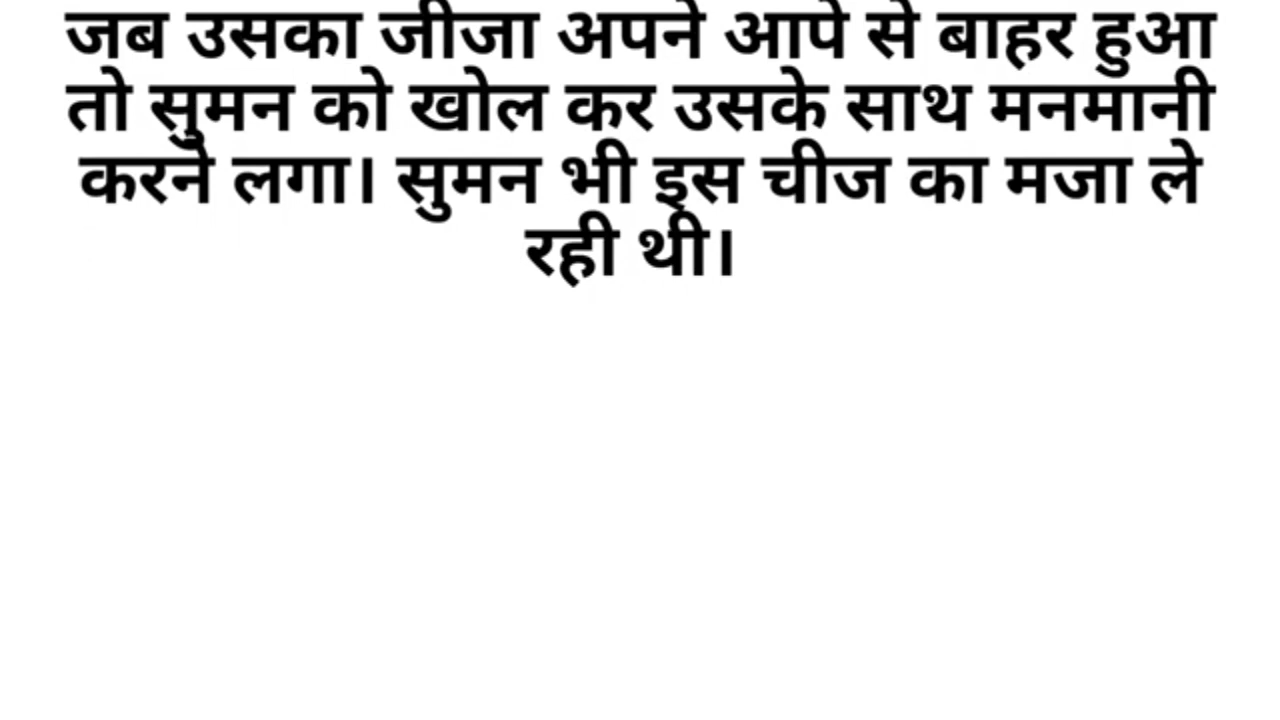 जब उसका जीजा अपने आपे से बाहर हुआ
तो सुमन को खोल कर उसके साथ मनमानी
करने लगा। सुमन भी इस चीज का मजा ले
रही थी।